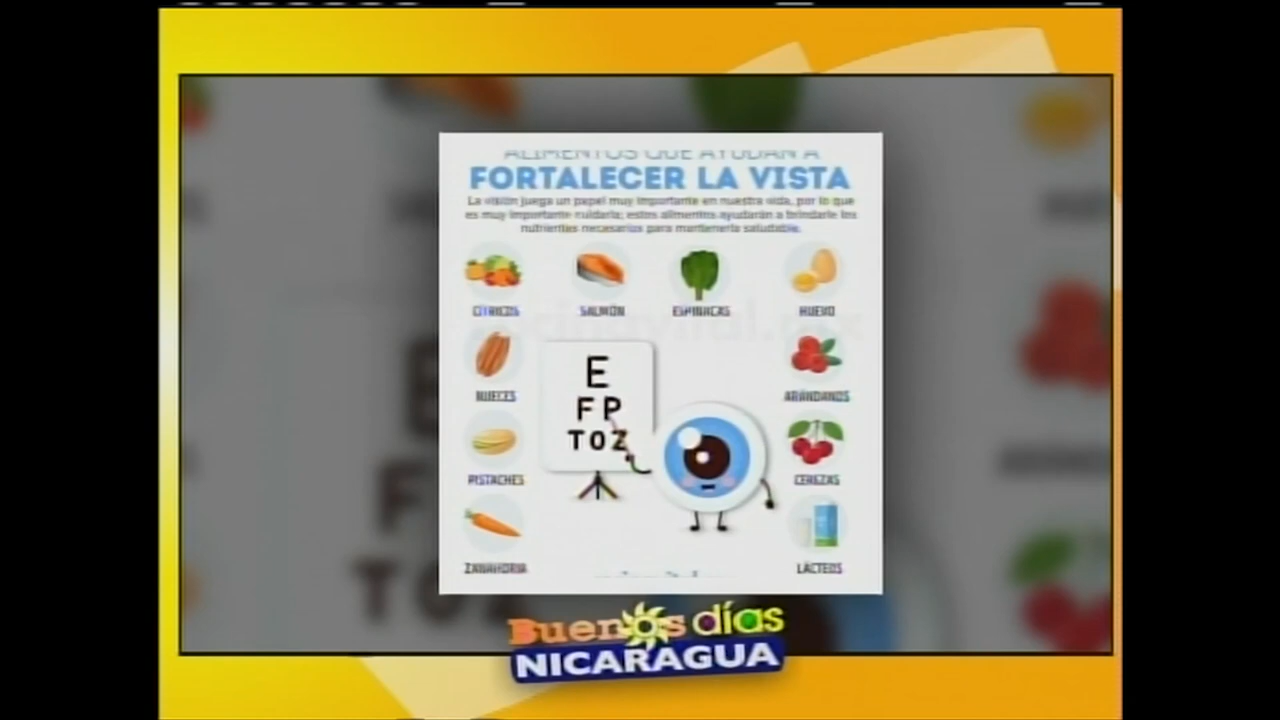 ALIMENTOS QUE AYUDAN A
FORTALECER LA VISTA
La visión juega un papel muy importante en nuestra vida, por lo que
es muy importante cuidarla; estos alimentos ayudarán a brindarle los
nutrientes necesarios para mantenerla saludable.
CÍTRICOS
SALMÓN
ESPINACAS
HUEVO
NUECES
ARÁNDANOS
E
F P
T O Z
PISTACHES
CEREZAS
ZANAHORIA
LÁCTEOS
Buenos días
NICARAGUA